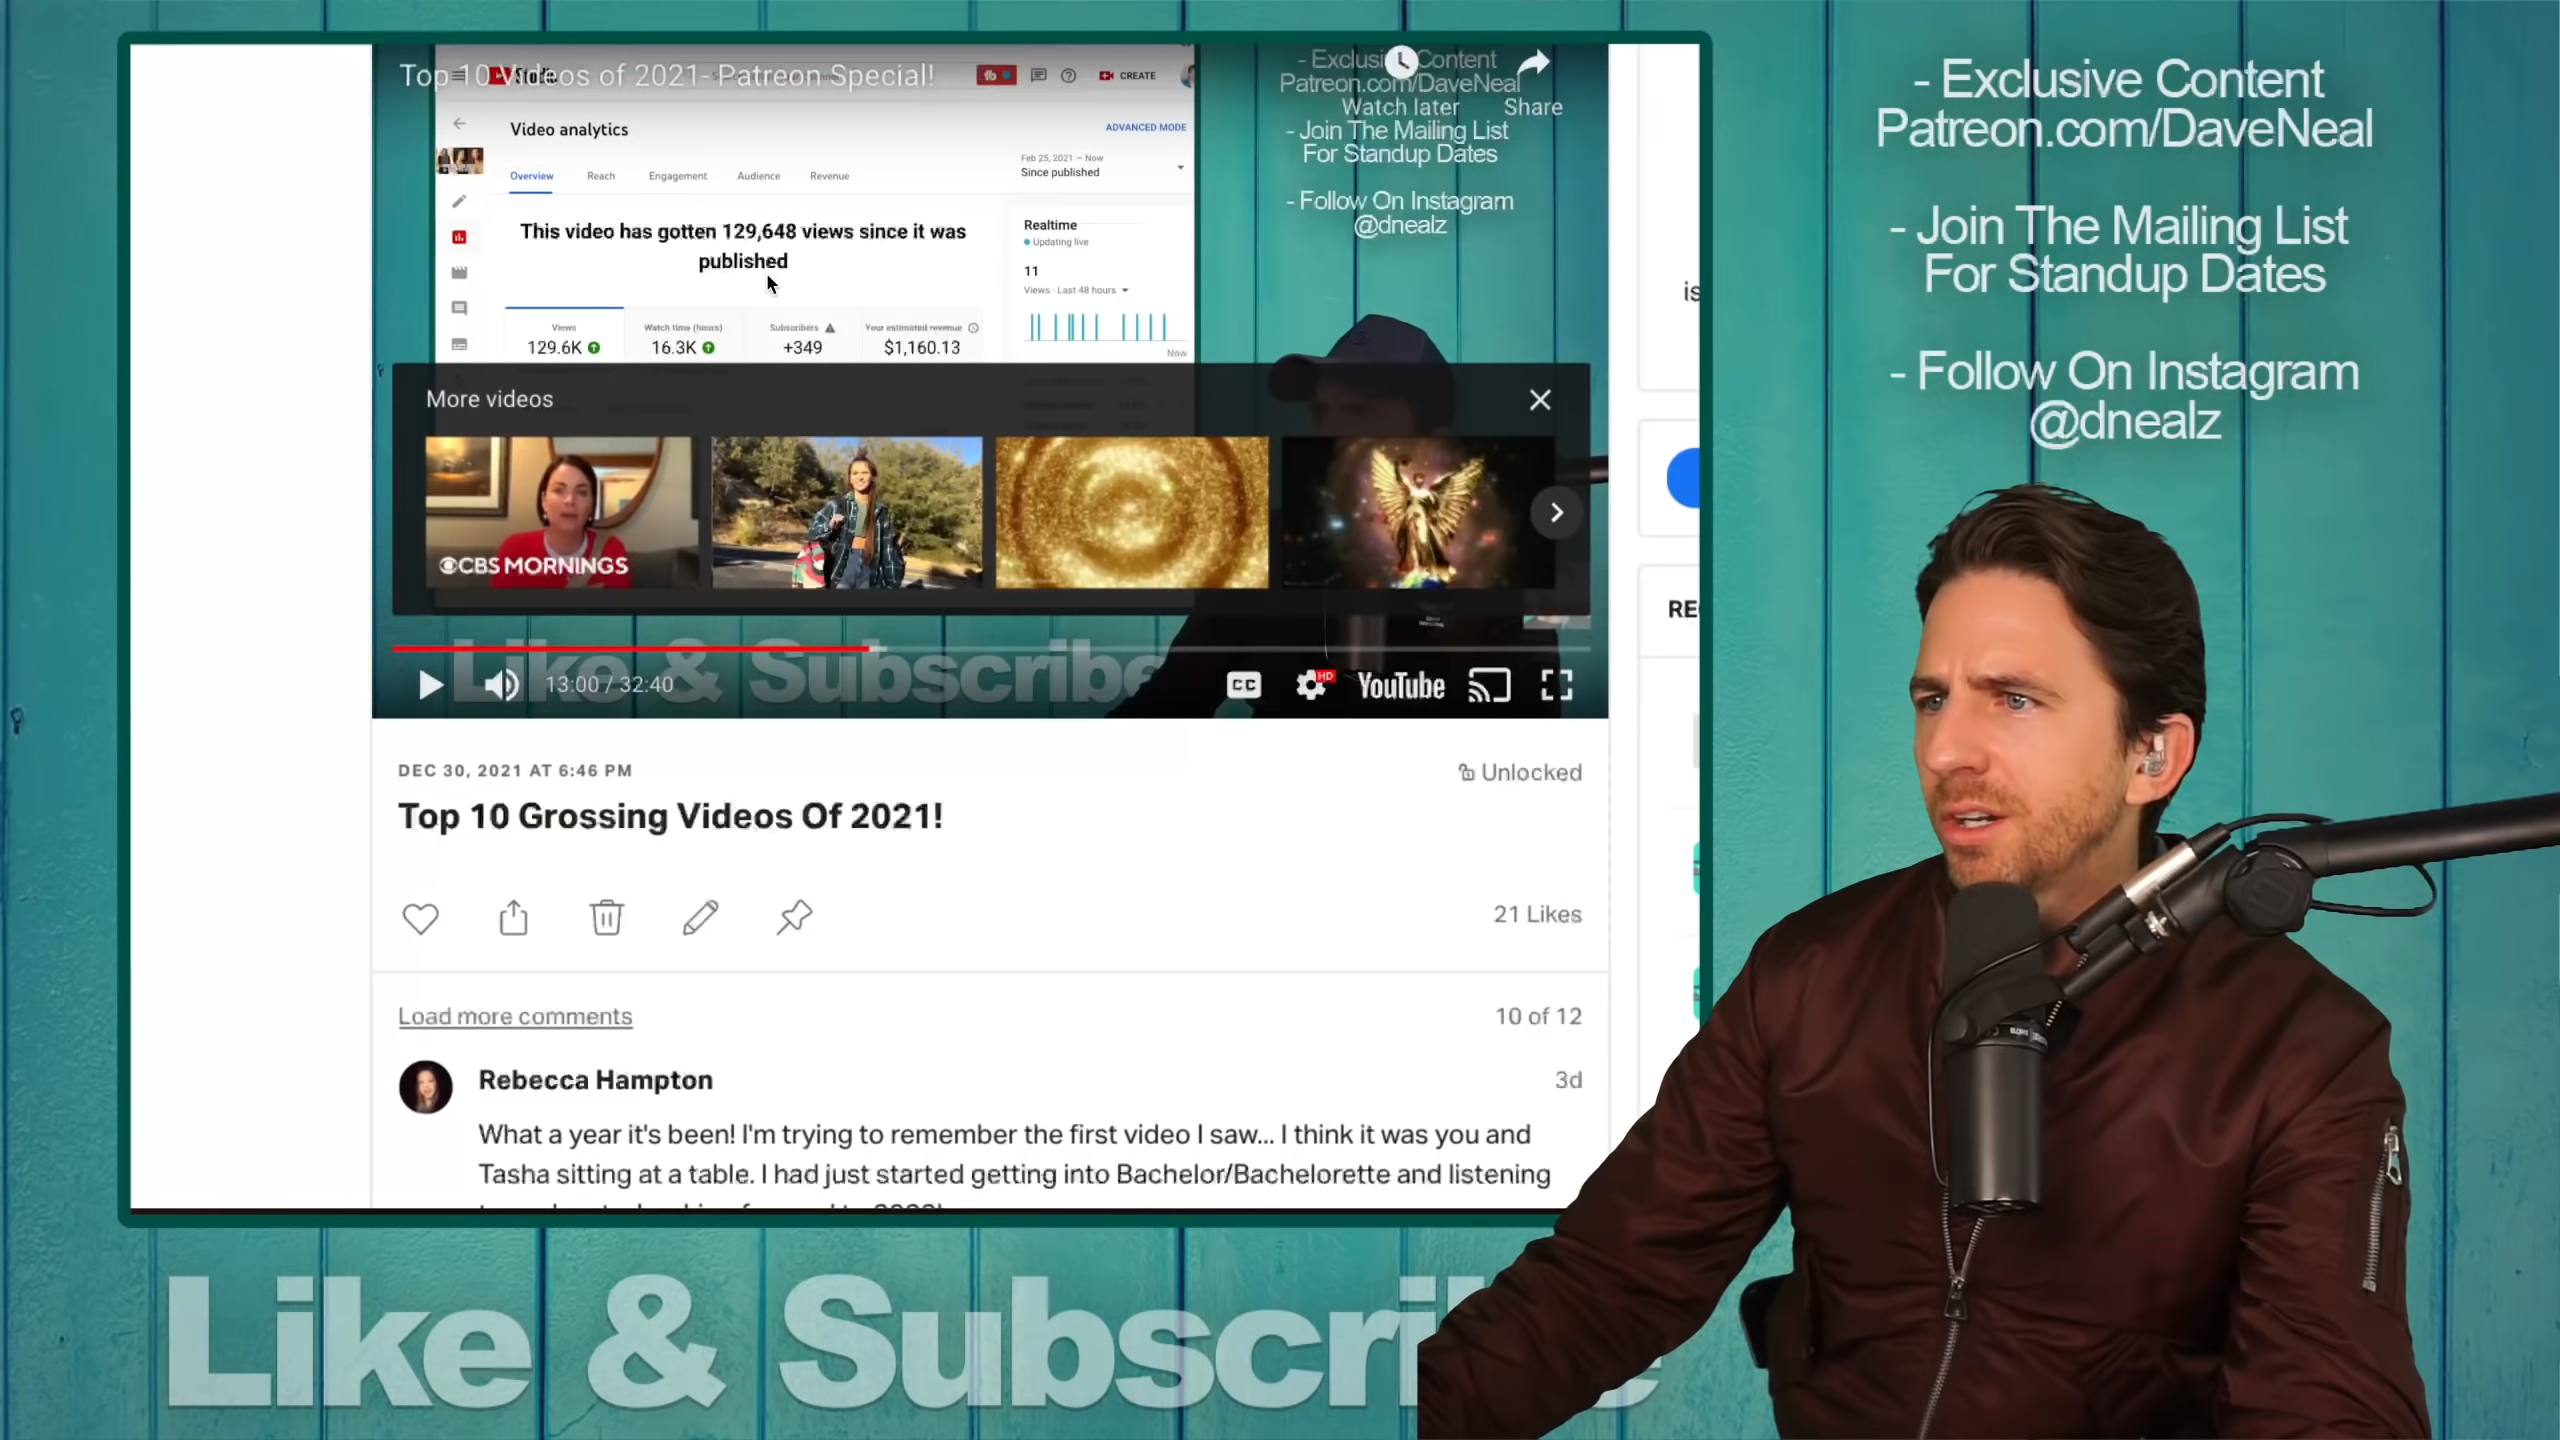 Top 10 Videos of 2021- Patreon Special!
CREATE
- Exclusive Content
Patreon.com/DaveNeal
Watch later
Share
- Join The Mailing List
For Standup Dates
- Follow On Instagram
@dnealz
Video analytics
ADVANCED MODE
Feb 25, 2021 – Now
Since published
Overview
Reach
Engagement
Audience
Revenue
This video has gotten 129,648 views since it was
published
Realtime
Updating live
11
Views · Last 48 hours
Now
Views
Watch time (hours)
Subscribers
Your estimated revenue
129.6K
16.3K
+349
$1,160.13
More videos
CBS MORNINGS
Like & Subscribe
13:00 / 32:40
CC
HD
YouTube
DEC 30, 2021 AT 6:46 PM
Unlocked
Top 10 Grossing Videos Of 2021!
21 Likes
Load more comments
10 of 12
Rebecca Hampton
3d
What a year it's been! I'm trying to remember the first video I saw... I think it was you and
Tasha sitting at a table. I had just started getting into Bachelor/Bachelorette and listening
is
RE
- Exclusive Content
Patreon.com/DaveNeal
- Join The Mailing List
For Standup Dates
- Follow On Instagram
@dnealz
Like & Subscribe